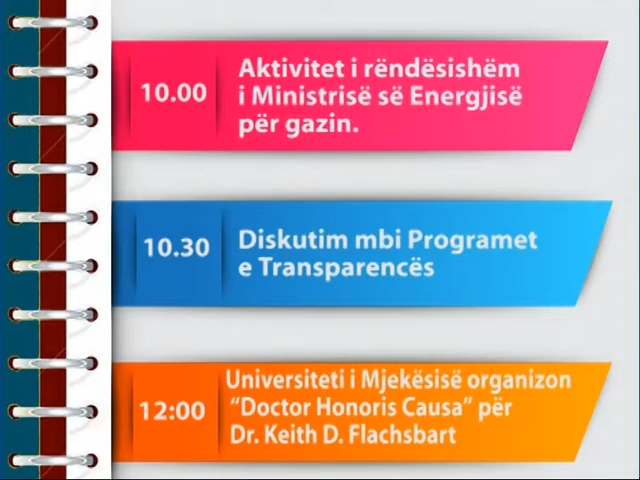 10.00
Aktivitet i rëndësishëm
i Ministrisë së Energjisë
për gazin.
10.30
Diskutim mbi Programet
e Transparencës
12:00
Universiteti i Mjekësisë organizon
“Doctor Honoris Causa” për
Dr. Keith D. Flachsbart